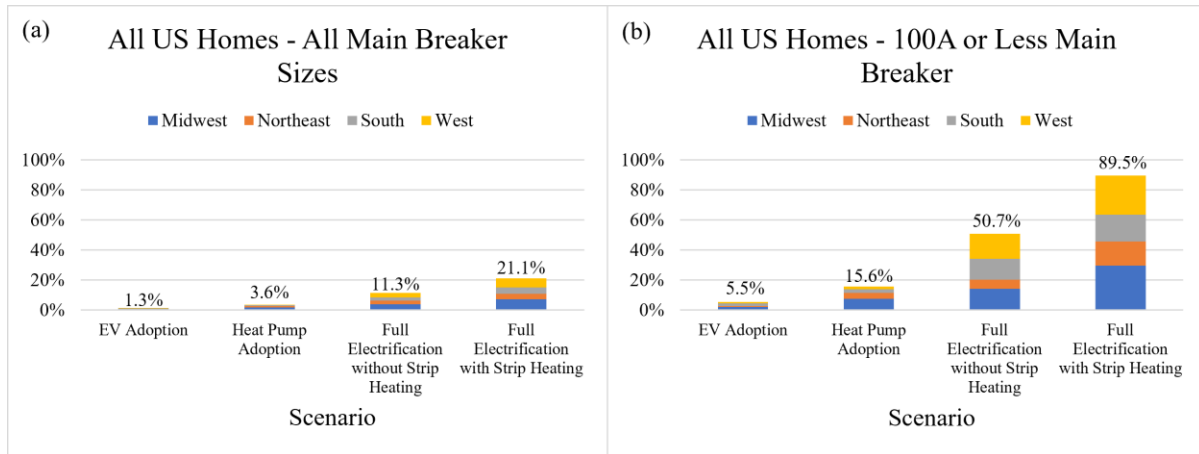 (a)
All US Homes - All Main Breaker
Sizes
Midwest Northeast South West
100%
80%
60%
40%
20%
0%
1.3%
3.6%
11.3%
21.1%
EV Adoption
Heat Pump
Adoption
Full
Electrification
without Strip
Heating
Full
Electrification
with Strip Heating
Scenario
(b)
All US Homes - 100A or Less Main
Breaker
Midwest Northeast South West
100%
80%
60%
40%
20%
0%
5.5%
15.6%
50.7%
89.5%
EV Adoption
Heat Pump
Adoption
Full
Electrification
without Strip
Heating
Full
Electrification
with Strip Heating
Scenario